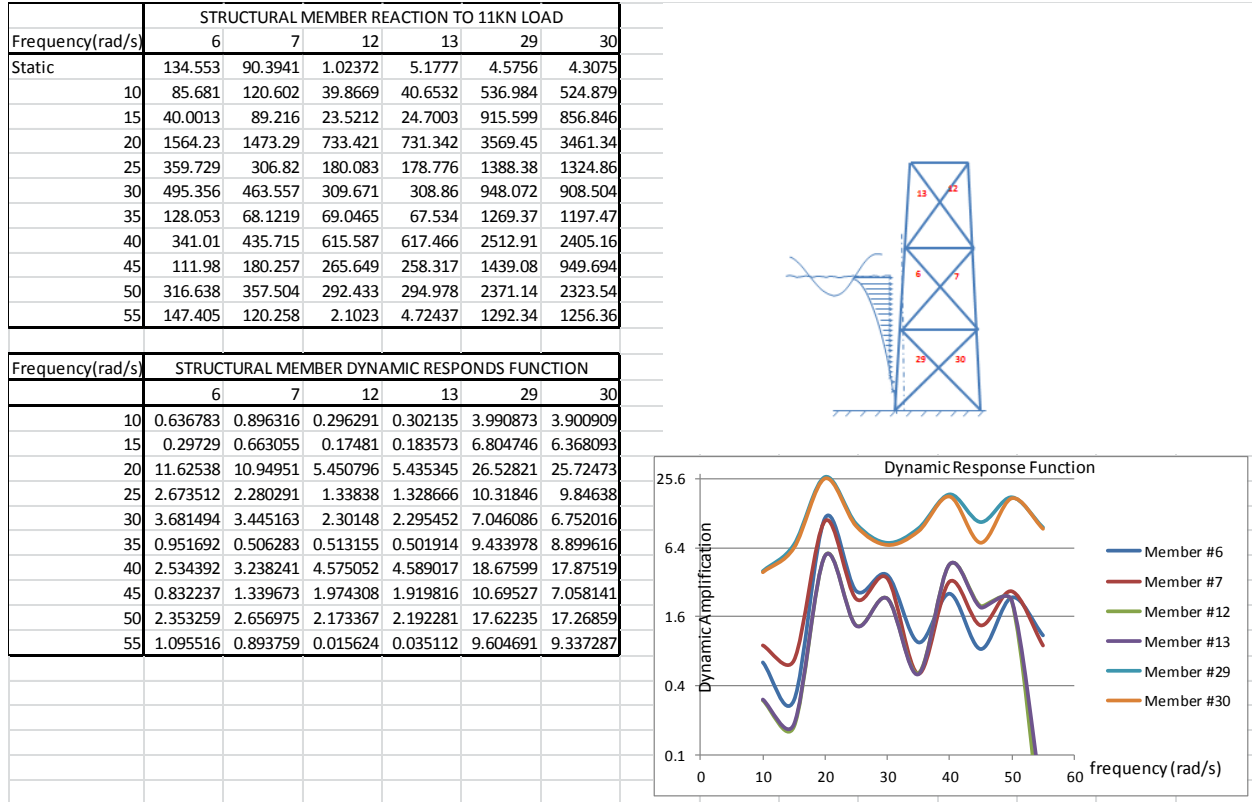 STRUCTURAL MEMBER REACTION TO 11KN LOAD
Frequency(rad/s) 6 7 12 13 29 30
Static 134.553 90.3941 1.02372 5.1777 4.5756 4.3075
10 85.681 120.602 39.8669 40.6532 536.984 524.879
15 40.0013 89.216 23.5212 24.7003 915.599 856.846
20 1564.23 1473.29 733.421 731.342 3569.45 3461.34
25 359.729 306.82 180.083 178.776 1388.38 1324.86
30 495.356 463.557 309.671 308.86 948.072 908.504
35 128.053 68.1219 69.0465 67.534 1269.37 1197.47
40 341.01 435.715 615.587 617.466 2512.91 2405.16
45 111.98 180.257 265.649 258.317 1439.08 949.694
50 316.638 357.504 292.433 294.978 2371.14 2323.54
55 147.405 120.258 2.1023 4.72437 1292.34 1256.36
Frequency(rad/s) STRUCTURAL MEMBER DYNAMIC RESPONDS FUNCTION
6 7 12 13 29 30
10 0.636783 0.896316 0.296291 0.302135 3.990873 3.900909
15 0.29729 0.663055 0.17481 0.183573 6.804746 6.368093
20 11.62538 10.94951 5.450796 5.435345 26.52821 25.72473
25 2.673512 2.280291 1.33838 1.328666 10.31846 9.84638
30 3.681494 3.445163 2.30148 2.295452 7.046086 6.752016
35 0.951692 0.506283 0.513155 0.501914 9.433978 8.899616
40 2.534392 3.238241 4.575052 4.589017 18.67599 17.87519
45 0.832237 1.339673 1.974308 1.919816 10.69527 7.058141
50 2.353259 2.656975 2.173367 2.192281 17.62235 17.26859
55 1.095516 0.893759 0.015624 0.035112 9.604691 9.337287
13 12
6 7
29 30
Dynamic Response Function
Dynamic Amplification
25.6
6.4
1.6
0.4
0.1
0 10 20 30 40 50 60
frequency (rad/s)
Member #6
Member #7
Member #12
Member #13
Member #29
Member #30